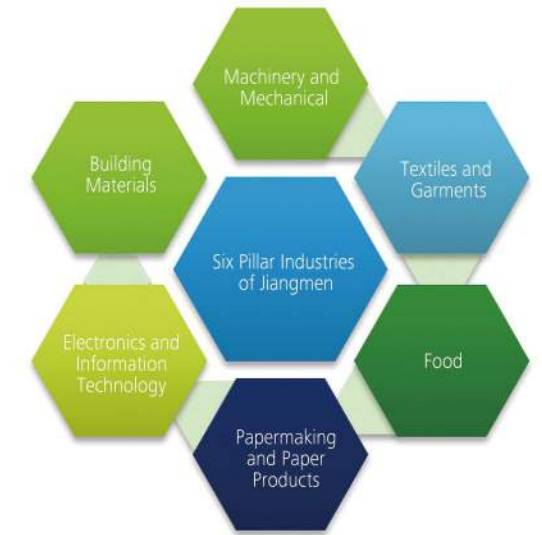 Machinery and
Mechanical
Building
Materials
Textiles and
Garments
Six Pillar Industries
of Jiangmen
Electronics and
Information
Technology
Food
Papermaking
and Paper
Products